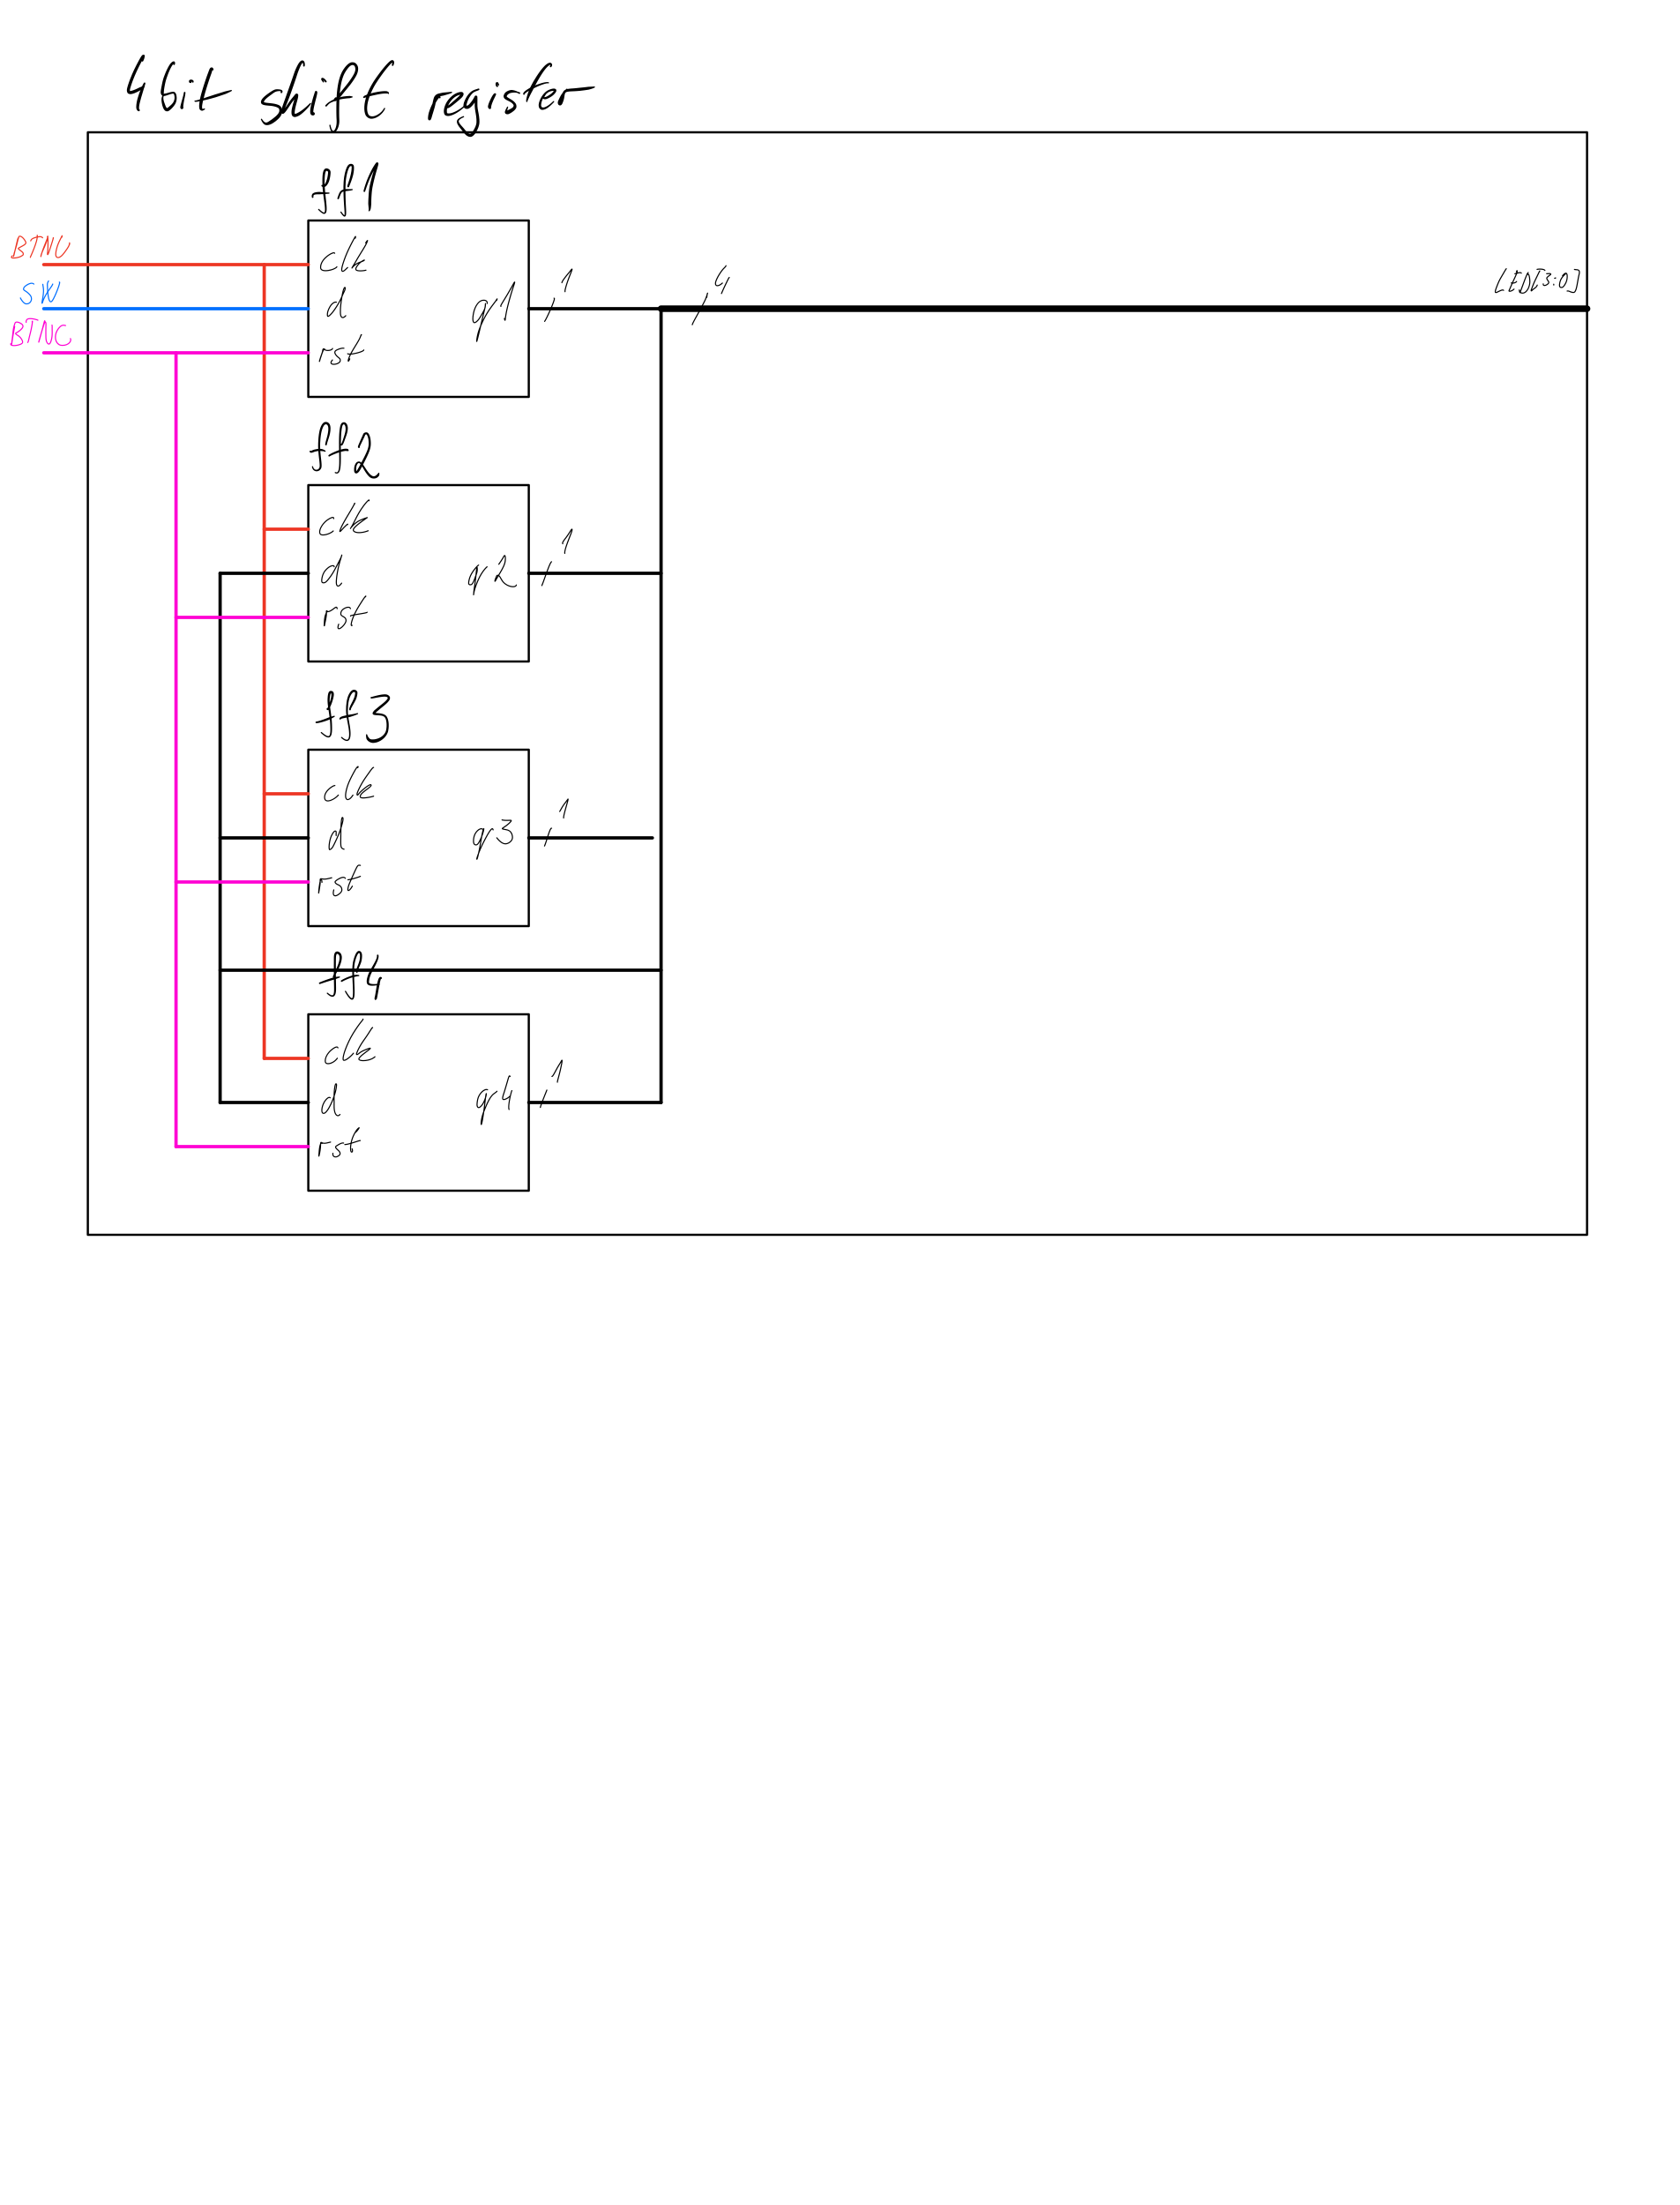 4bit shift register
ff1
BTNU
clk
SW
d
q1
1
4
LED[3:0]
BTNC
rst
ff2
clk
d
q2
1
rst
ff3
clk
d
q3
1
rst
ff4
clk
d
q4
1
rst